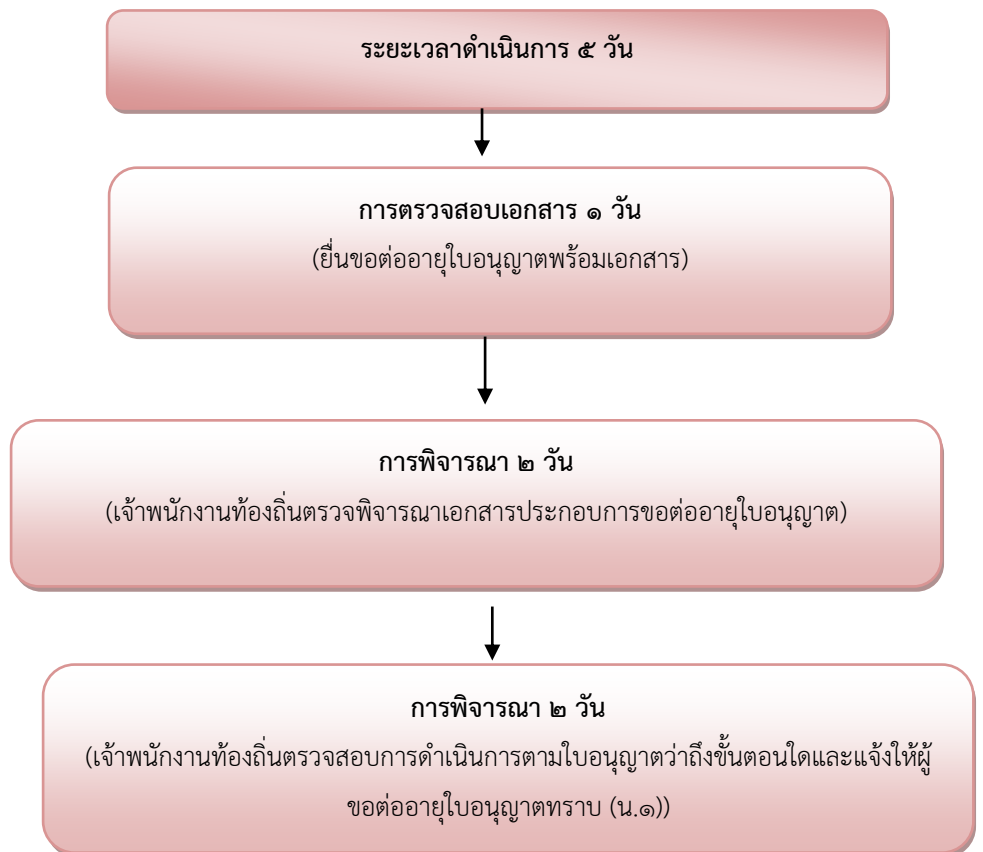 ระยะเวลาดำเนินการ ๕ วัน
การตรวจสอบเอกสาร ๑ วัน
(ยื่นขอต่ออายุใบอนุญาตพร้อมเอกสาร)
การพิจารณา ๒ วัน
(เจ้าพนักงานท้องถิ่นตรวจพิจารณาเอกสารประกอบการขอต่ออายุใบอนุญาต)
การพิจารณา ๒ วัน
(เจ้าพนักงานท้องถิ่นตรวจสอบการดำเนินการตามใบอนุญาตว่าถึงขั้นตอนใดและแจ้งให้ผู้
ขอต่ออายุใบอนุญาตทราบ (น.๑))